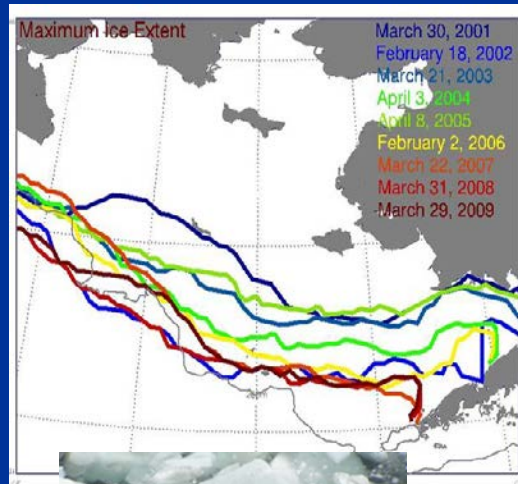 Maximum Ice Extent
March 30, 2001
February 18, 2002
March 21, 2003
April 3, 2004
April 8, 2005
February 2, 2006
March 22, 2007
March 31, 2008
March 29, 2009